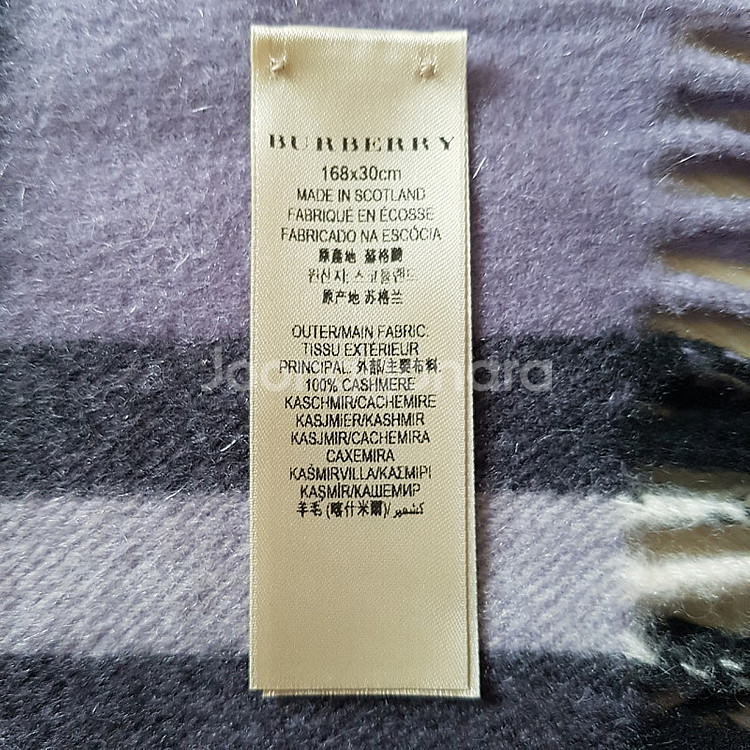 BURBERRY
168x30cm
MADE IN SCOTLAND
FABRIQUÉ EN ÉCOSSE
FABRICADO NA ESCÓCIA
原產地 蘇格蘭
원산지: 스코틀랜드
原产地 苏格兰
OUTER/MAIN FABRIC:
TISSU EXTÉRIEUR
PRINCIPAL: 外部/主要布料:
100% CASHMERE
KASCHMIR/CACHEMIRE
KASJMIER/KASHMIR
KASJMIR/CACHEMIRA
CAXEMIRA
KAŠMIRVILLA/ΚΑΣΜΙΡΙ
KAŞMİR/КАШЕМИР
羊毛 (喀什米爾)/ كشمير